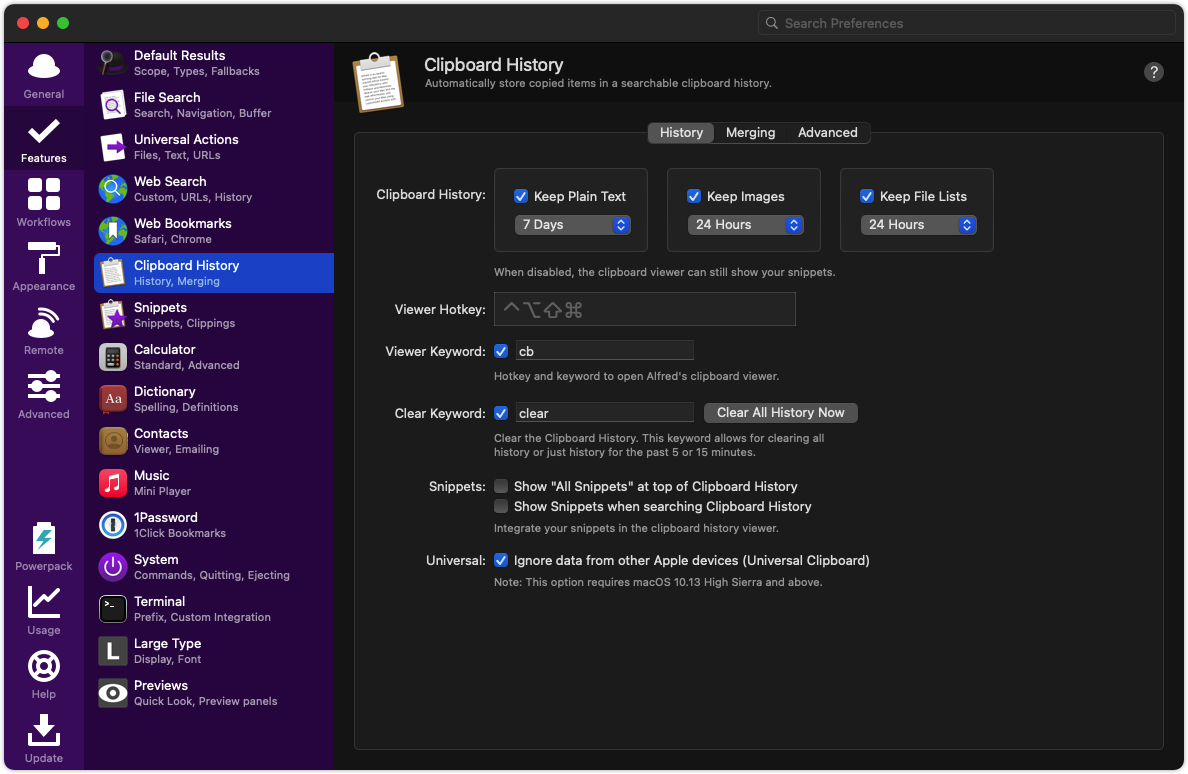 Search Preferences
General
Features
Workflows
Appearance
Remote
Advanced
Powerpack
Usage
Help
Update
Default Results
Scope, Types, Fallbacks
File Search
Search, Navigation, Buffer
Universal Actions
Files, Text, URLs
Web Search
Custom, URLs, History
Web Bookmarks
Safari, Chrome
Clipboard History
History, Merging
Snippets
Snippets, Clippings
Calculator
Standard, Advanced
Aa
Dictionary
Spelling, Definitions
Contacts
Viewer, Emailing
Music
Mini Player
1Password
1Click Bookmarks
System
Commands, Quitting, Ejecting
Terminal
Prefix, Custom Integration
L
Large Type
Display, Font
Previews
Quick Look, Preview panels
Clipboard History
Automatically store copied items in a searchable clipboard history.
?
History Merging Advanced
Clipboard History: Keep Plain Text Keep Images Keep File Lists
7 Days 24 Hours 24 Hours
When disabled, the clipboard viewer can still show your snippets.
Viewer Hotkey: ⌃⌥⇧⌘
Viewer Keyword: cb
Hotkey and keyword to open Alfred's clipboard viewer.
Clear Keyword: clear Clear All History Now
Clear the Clipboard History. This keyword allows for clearing all
history or just history for the past 5 or 15 minutes.
Snippets: Show "All Snippets" at top of Clipboard History
Show Snippets when searching Clipboard History
Integrate your snippets in the clipboard history viewer.
Universal: Ignore data from other Apple devices (Universal Clipboard)
Note: This option requires macOS 10.13 High Sierra and above.